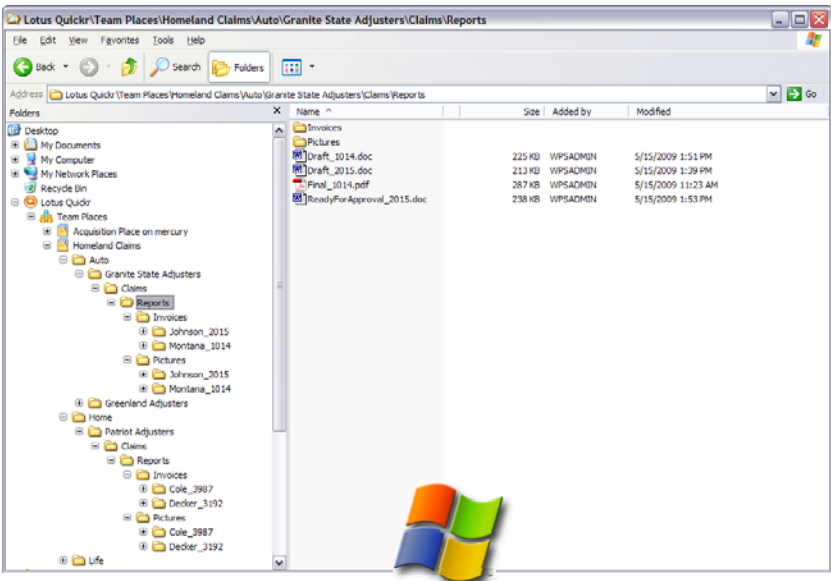 Lotus Quickr\Team Places\Homeland Claims\Auto\Granite State Adjusters\Claims\Reports
File Edit View Favorites Tools Help
Back Search Folders
Address Lotus Quickr\Team Places\Homeland Claims\Auto\Granite State Adjusters\Claims\Reports Go
Folders X
Desktop
My Documents
My Computer
My Network Places
Recycle Bin
Lotus Quickr
Team Places
Acquisition Place on mercury
Homeland Claims
Auto
Granite State Adjusters
Claims
Reports
Invoices
Johnson_2015
Montana_1014
Pictures
Johnson_2015
Montana_1014
Greenland Adjusters
Home
Patriot Adjusters
Claims
Reports
Invoices
Cole_3987
Decker_3192
Pictures
Cole_3987
Decker_3192
Life
Name Size Added by Modified
Invoices
Pictures
Draft_1014.doc 225 KB WPSADMIN 5/15/2009 1:51 PM
Draft_2015.doc 213 KB WPSADMIN 5/15/2009 1:39 PM
Final_1014.pdf 287 KB WPSADMIN 5/15/2009 11:23 AM
ReadyForApproval_2015.doc 238 KB WPSADMIN 5/15/2009 1:53 PM